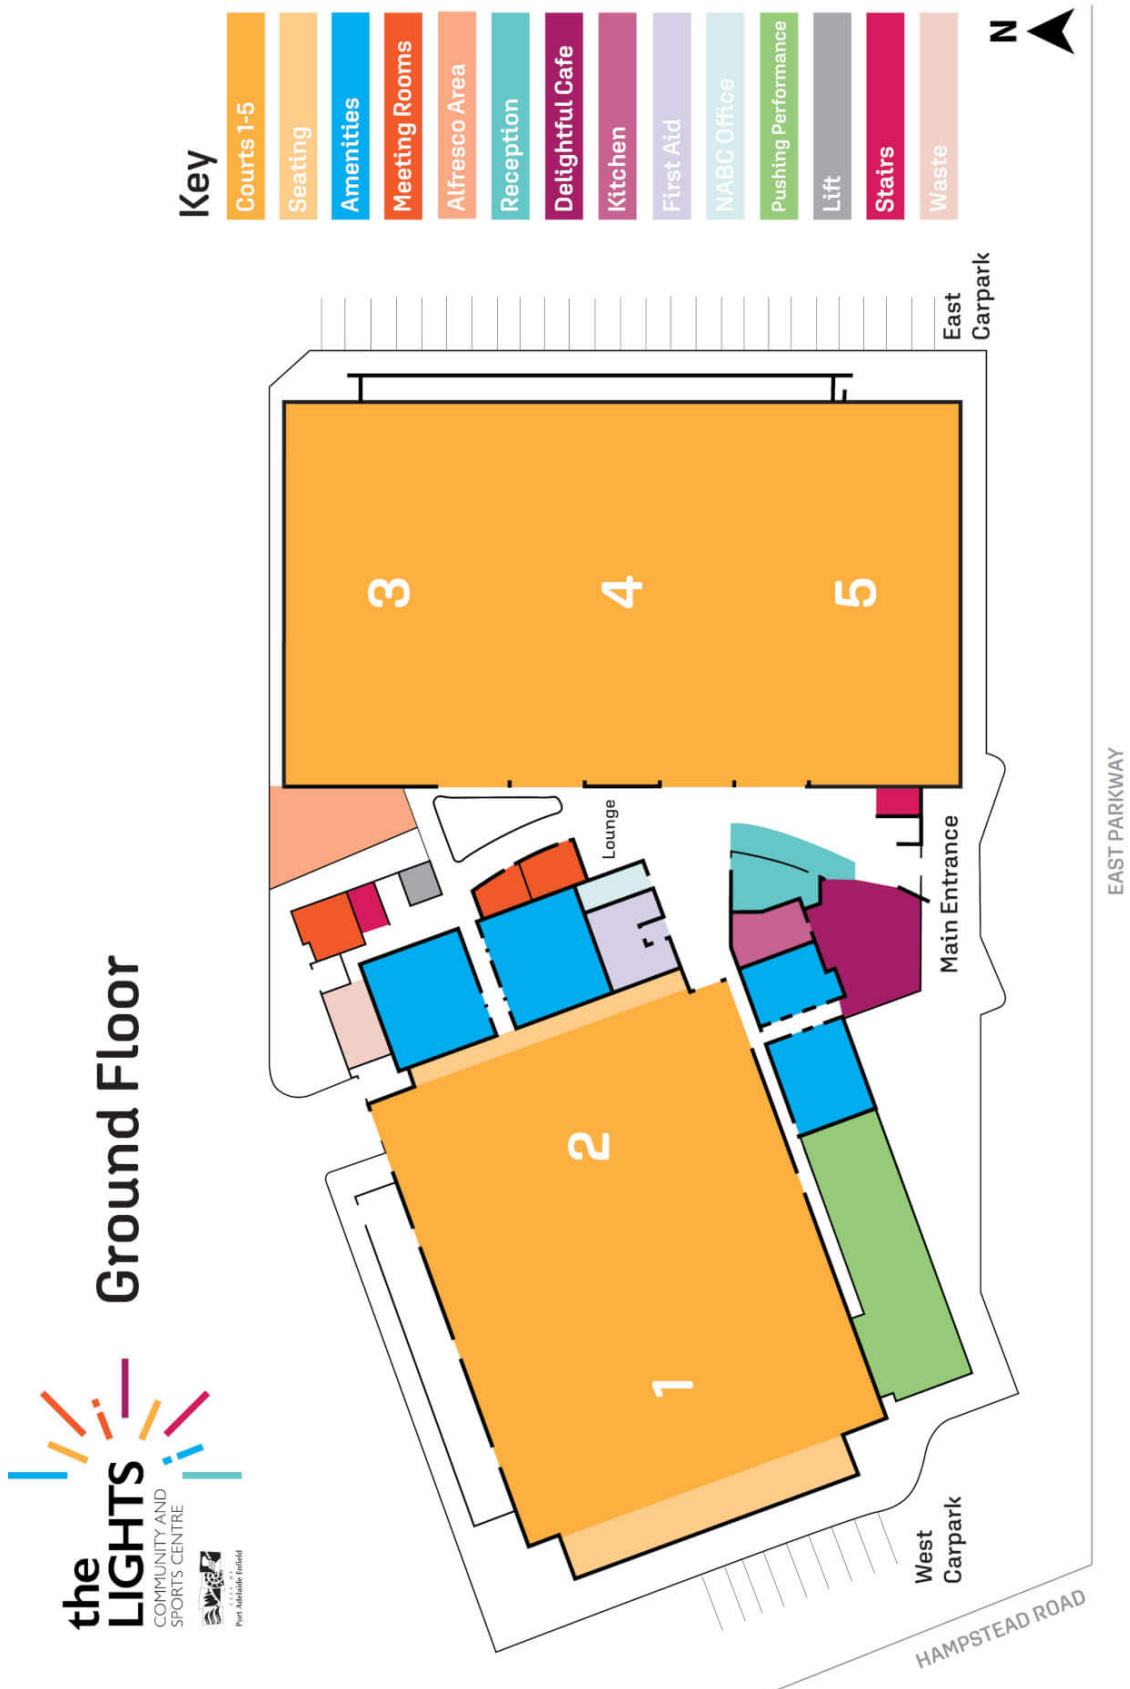 the
LIGHTS
COMMUNITY AND
SPORTS CENTRE
CITY OF
Port Adelaide Enfield
Ground Floor
Key
Courts 1-5
Seating
Amenities
Meeting Rooms
Alfresco Area
Reception
Delightful Cafe
Kitchen
First Aid
NABC Office
Pushing Performance
Lift
Stairs
Waste
N
1
2
3
4
5
Lounge
Main Entrance
East
Carpark
West
Carpark
HAMPSTEAD ROAD
EAST PARKWAY